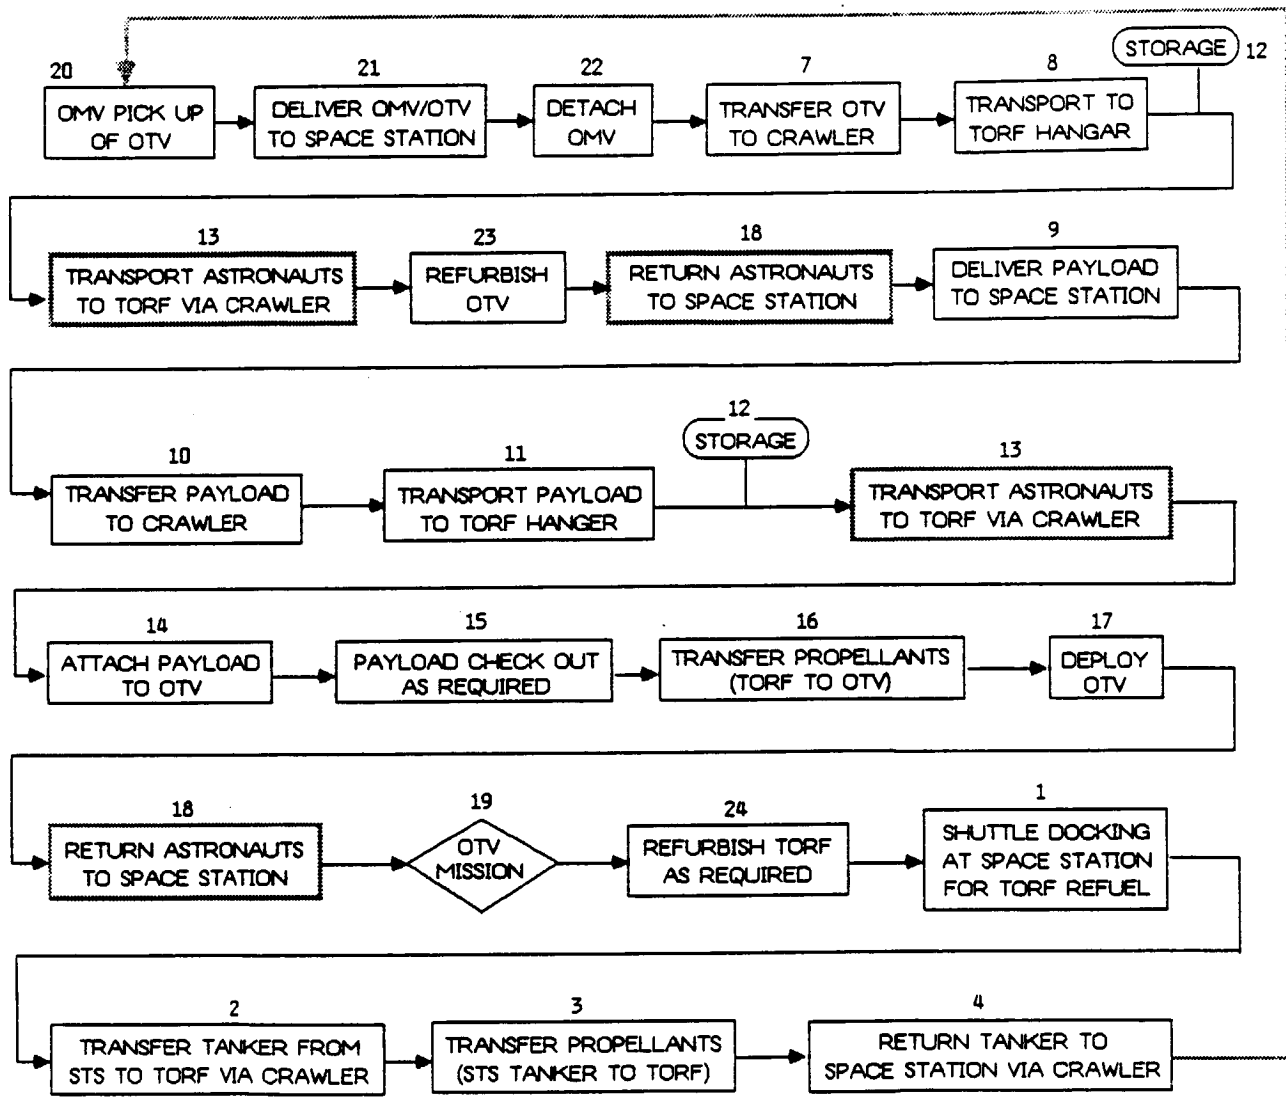 STORAGE 12
20
21
22
7
8
OMV PICK UP
OF OTV
DELIVER OMV/OTV
TO SPACE STATION
DETACH
OMV
TRANSFER OTV
TO CRAWLER
TRANSPORT TO
TORF HANGAR
13
23
18
9
TRANSPORT ASTRONAUTS
TO TORF VIA CRAWLER
REFURBISH
OTV
RETURN ASTRONAUTS
TO SPACE STATION
DELIVER PAYLOAD
TO SPACE STATION
12
STORAGE
10
11
13
TRANSFER PAYLOAD
TO CRAWLER
TRANSPORT PAYLOAD
TO TORF HANGER
TRANSPORT ASTRONAUTS
TO TORF VIA CRAWLER
14
15
16
17
ATTACH PAYLOAD
TO OTV
PAYLOAD CHECK OUT
AS REQUIRED
TRANSFER PROPELLANTS
(TORF TO OTV)
DEPLOY
OTV
18
19
24
1
RETURN ASTRONAUTS
TO SPACE STATION
OTV
MISSION
REFURBISH TORF
AS REQUIRED
SHUTTLE DOCKING
AT SPACE STATION
FOR TORF REFUEL
2
3
4
TRANSFER TANKER FROM
STS TO TORF VIA CRAWLER
TRANSFER PROPELLANTS
(STS TANKER TO TORF)
RETURN TANKER TO
SPACE STATION VIA CRAWLER